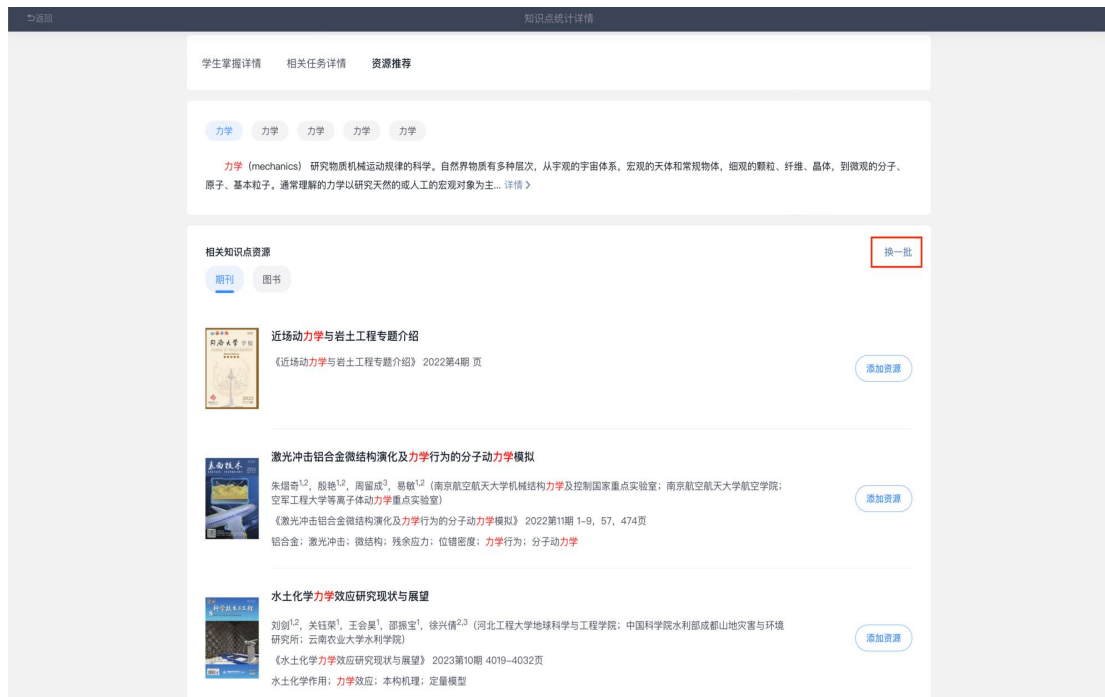 返回
知识点统计详情
学生掌握详情 相关任务详情 资源推荐
力学 力学 力学 力学 力学
力学（mechanics） 研究物质机械运动规律的科学。自然界物质有多种层次，从宇观的宇宙体系，宏观的天体和常规物体，细观的颗粒、纤维、晶体，到微观的分子、
原子、基本粒子。通常理解的力学以研究天然的或人工的宏观对象为主... 详情 >
相关知识点资源
换一批
期刊 图书
同济大学 学报
近场动力学与岩土工程专题介绍
《近场动力学与岩土工程专题介绍》 2022第4期 页
添加资源
表面技术
激光冲击铝合金微结构演化及力学行为的分子动力学模拟
朱熠奇1,2，殷艳1,2，周留成3，易敏1,2（南京航空航天大学机械结构力学及控制国家重点实验室；南京航空航天大学航空学院；
空军工程大学等离子体动力学重点实验室）
《激光冲击铝合金微结构演化及力学行为的分子动力学模拟》 2022第11期 1-9，57，474页
铝合金；激光冲击；微结构；残余应力；位错密度；力学行为；分子动力学
添加资源
科学技术与工程
水土化学力学效应研究现状与展望
刘剑1,2，关钰荣1，王会昊1，邵振宝1，徐兴倩2,3（河北工程大学地球科学与工程学院；中国科学院水利部成都山地灾害与环境
研究所；云南农业大学水利学院）
《水土化学力学效应研究现状与展望》 2023第10期 4019-4032页
水土化学作用；力学效应；本构机理；定量模型
添加资源